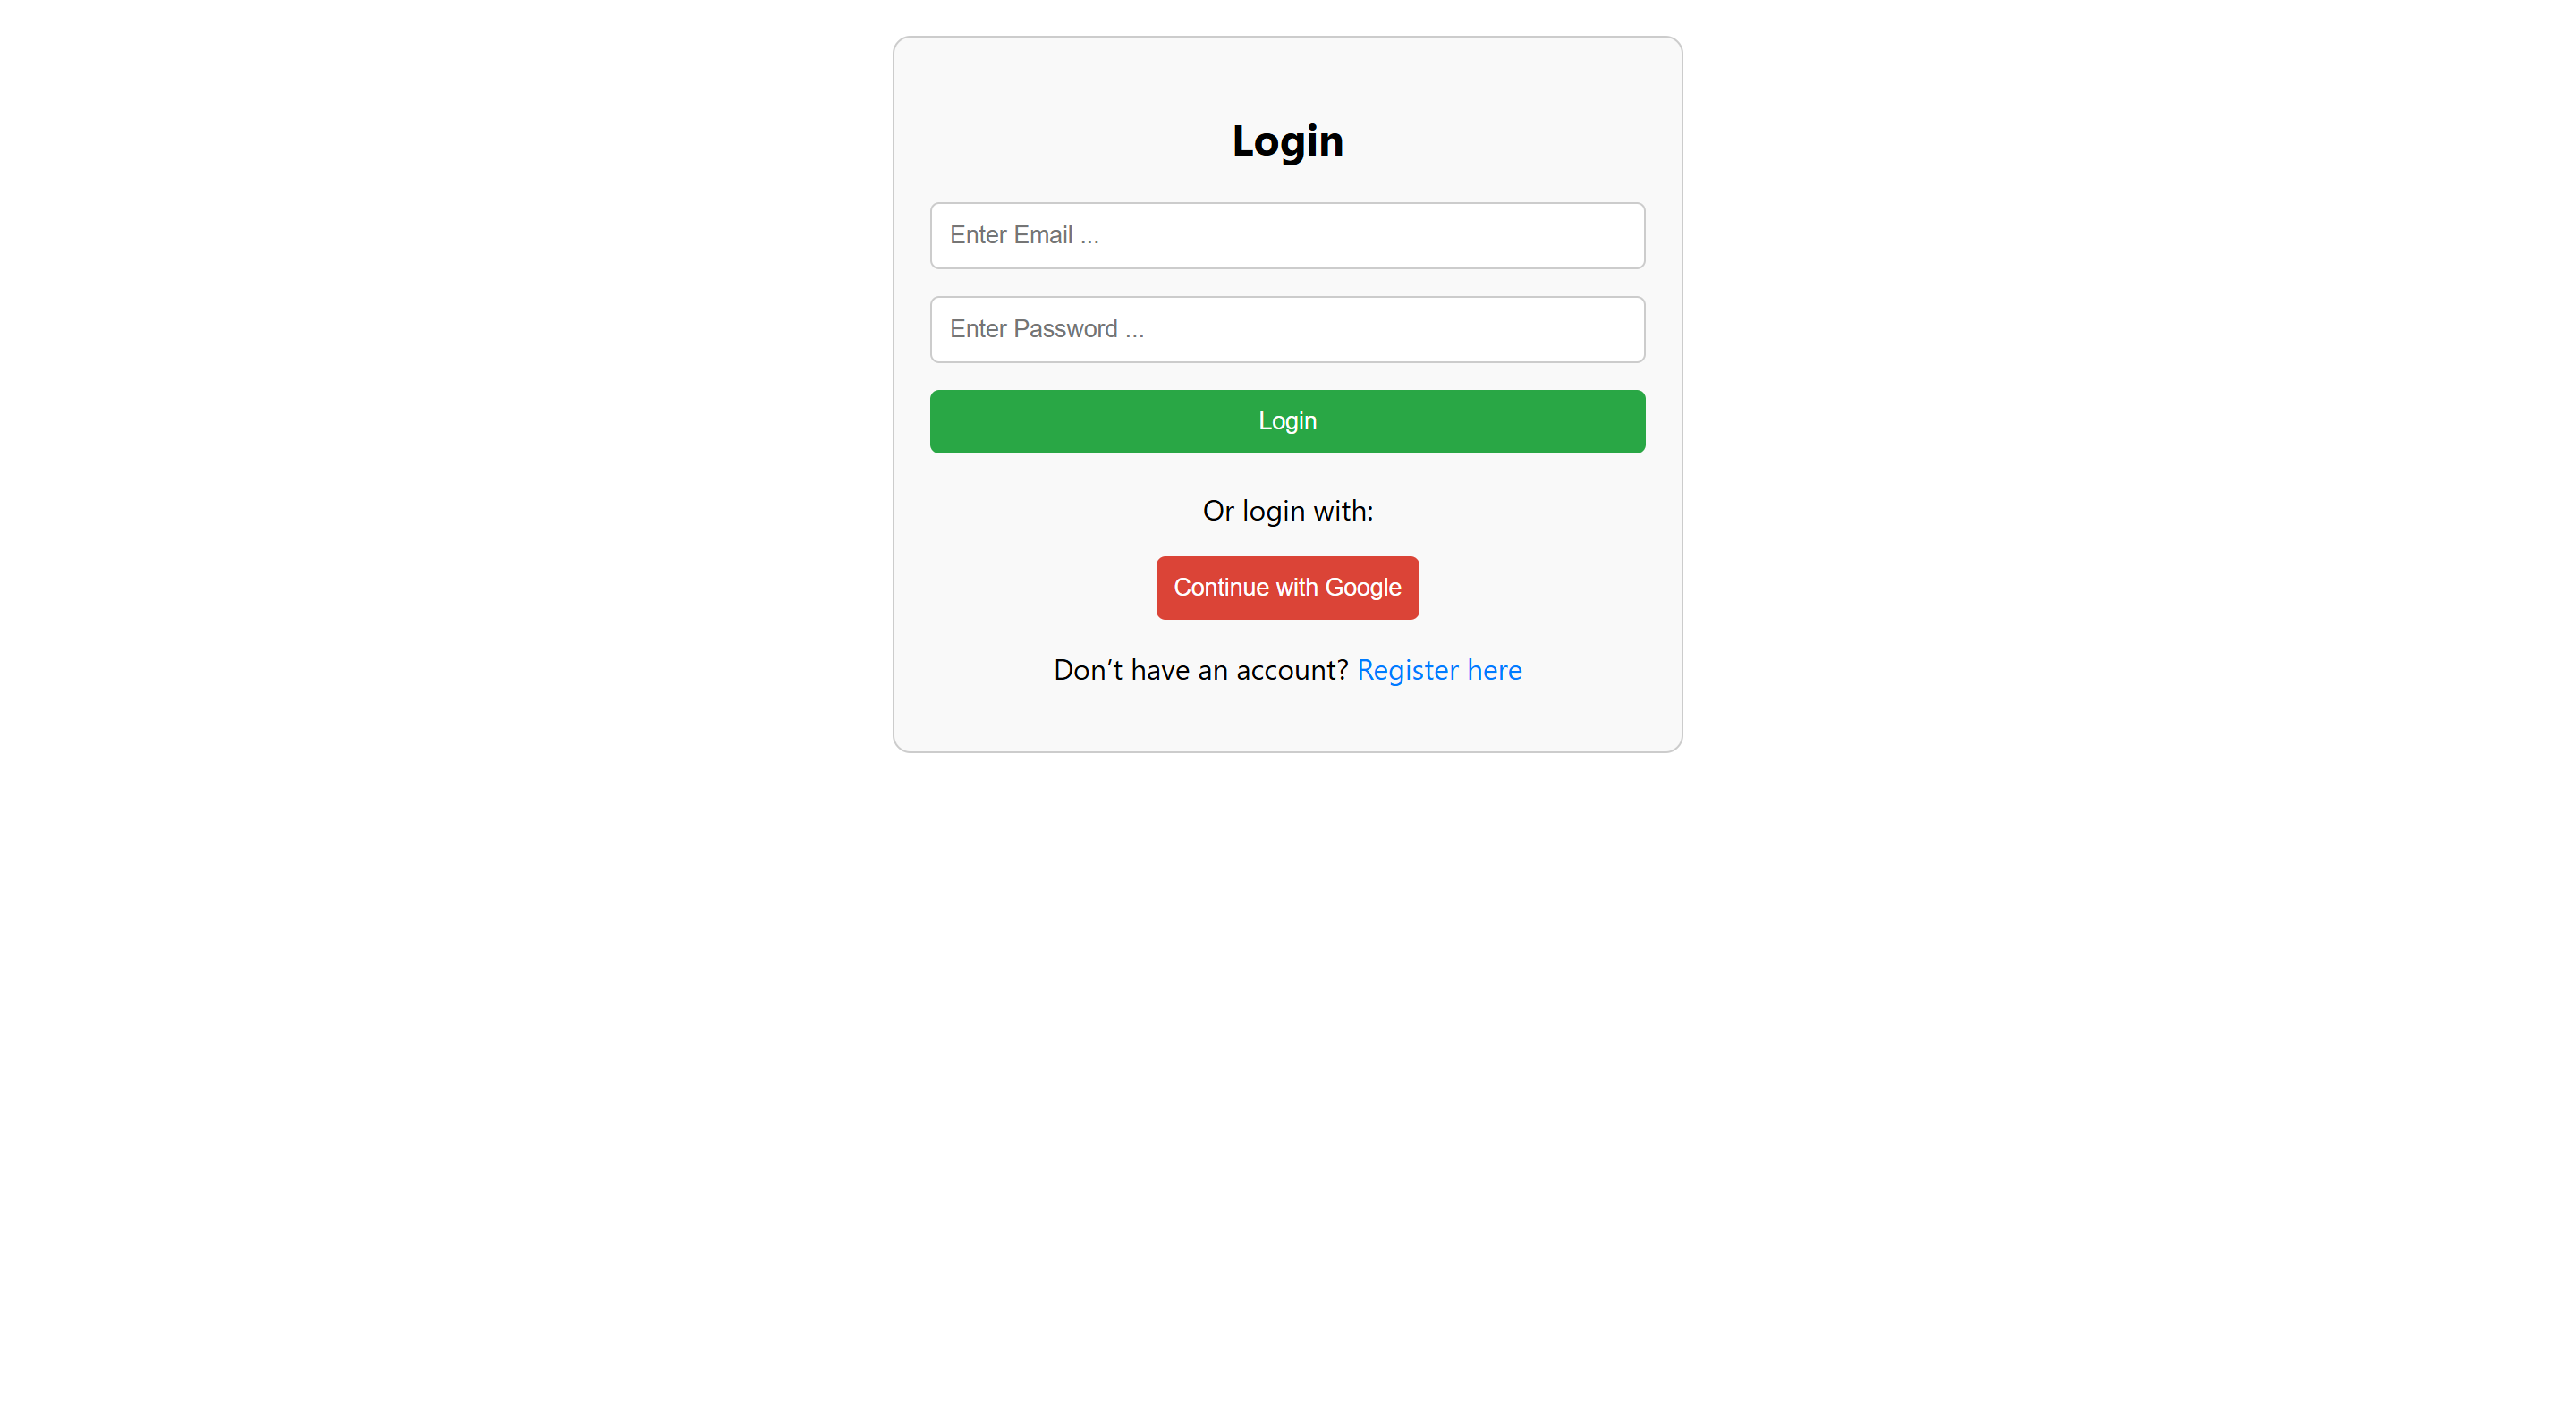 Login
Enter Email ...
Enter Password ...
Login
Or login with:
Continue with Google
Don't have an account? Register here